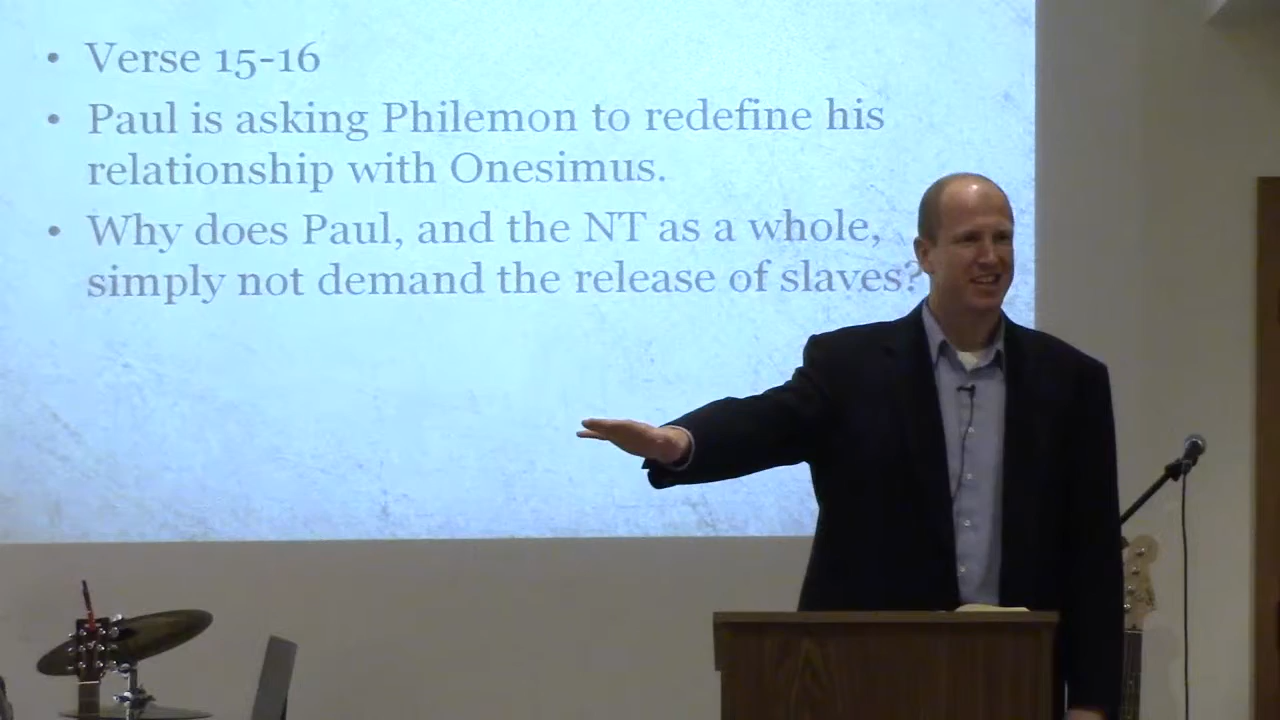 • Verse 15-16
• Paul is asking Philemon to redefine his
relationship with Onesimus.
• Why does Paul, and the NT as a whole,
simply not demand the release of slaves?